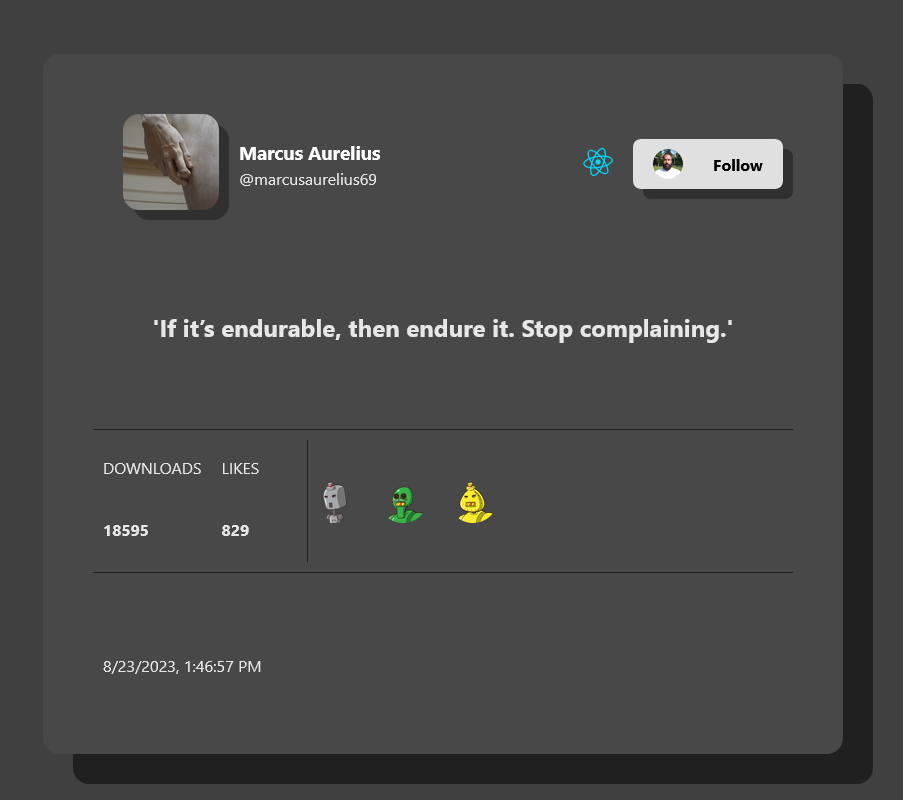 Marcus Aurelius
@marcusaurelius69
Follow
'If it’s endurable, then endure it. Stop complaining.'
DOWNLOADS LIKES
18595 829
8/23/2023, 1:46:57 PM